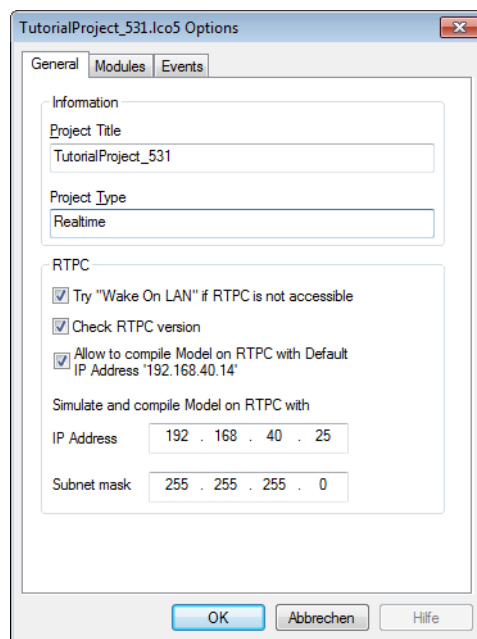 TutorialProject_531.lco5 Options
General Modules Events
Information
Project Title
TutorialProject_531
Project Type
Realtime
RTPC
Try "Wake On LAN" if RTPC is not accessible
Check RTPC version
Allow to compile Model on RTPC with Default
IP Address '192.168.40.14'
Simulate and compile Model on RTPC with
IP Address 192 . 168 . 40 . 25
Subnet mask 255 . 255 . 255 . 0
OK Abbrechen Hilfe